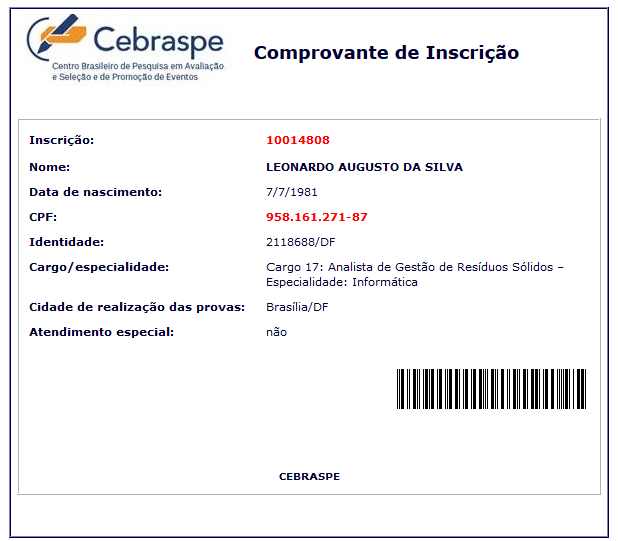 Cebraspe
Centro Brasileiro de Pesquisa em Avaliação
e Seleção e de Promoção de Eventos
Comprovante de Inscrição
Inscrição: 10014808
Nome: LEONARDO AUGUSTO DA SILVA
Data de nascimento: 7/7/1981
CPF: 958.161.271-87
Identidade: 2118688/DF
Cargo/especialidade: Cargo 17: Analista de Gestão de Resíduos Sólidos –
Especialidade: Informática
Cidade de realização das provas: Brasília/DF
Atendimento especial: não
CEBRASPE